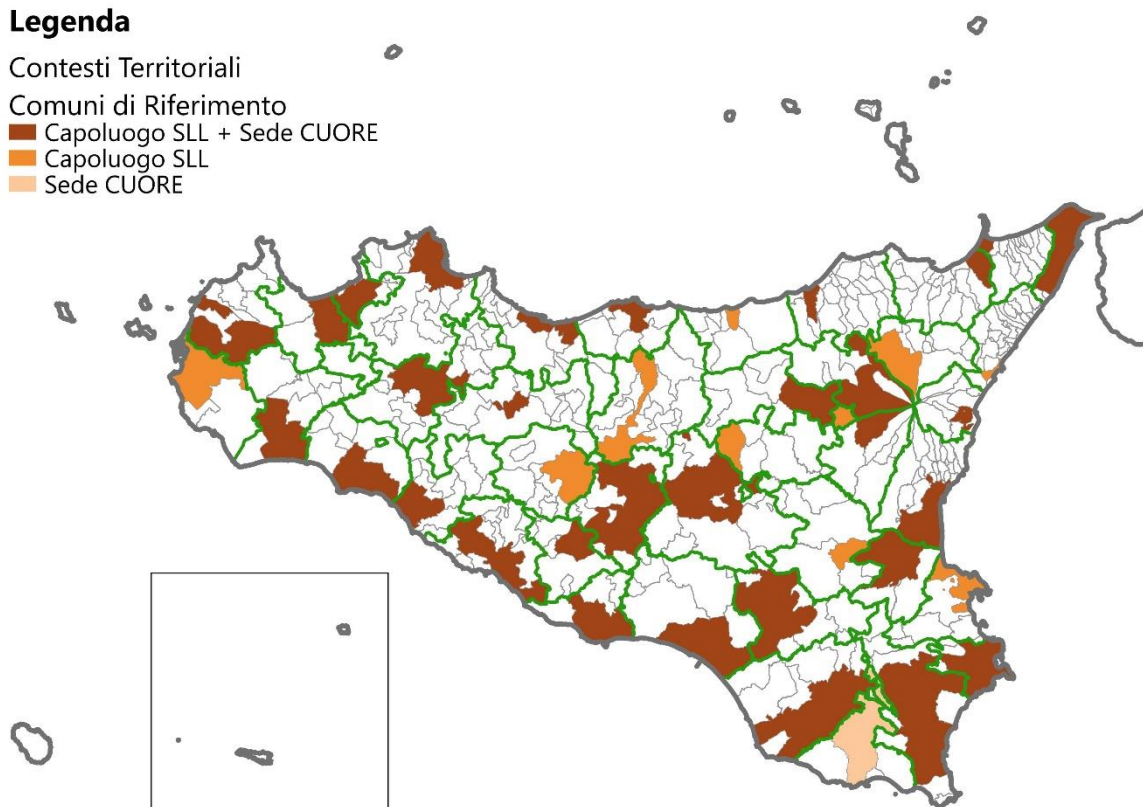 Legenda
Contesti Territoriali
Comuni di Riferimento
Capoluogo SLL + Sede CUORE
Capoluogo SLL
Sede CUORE